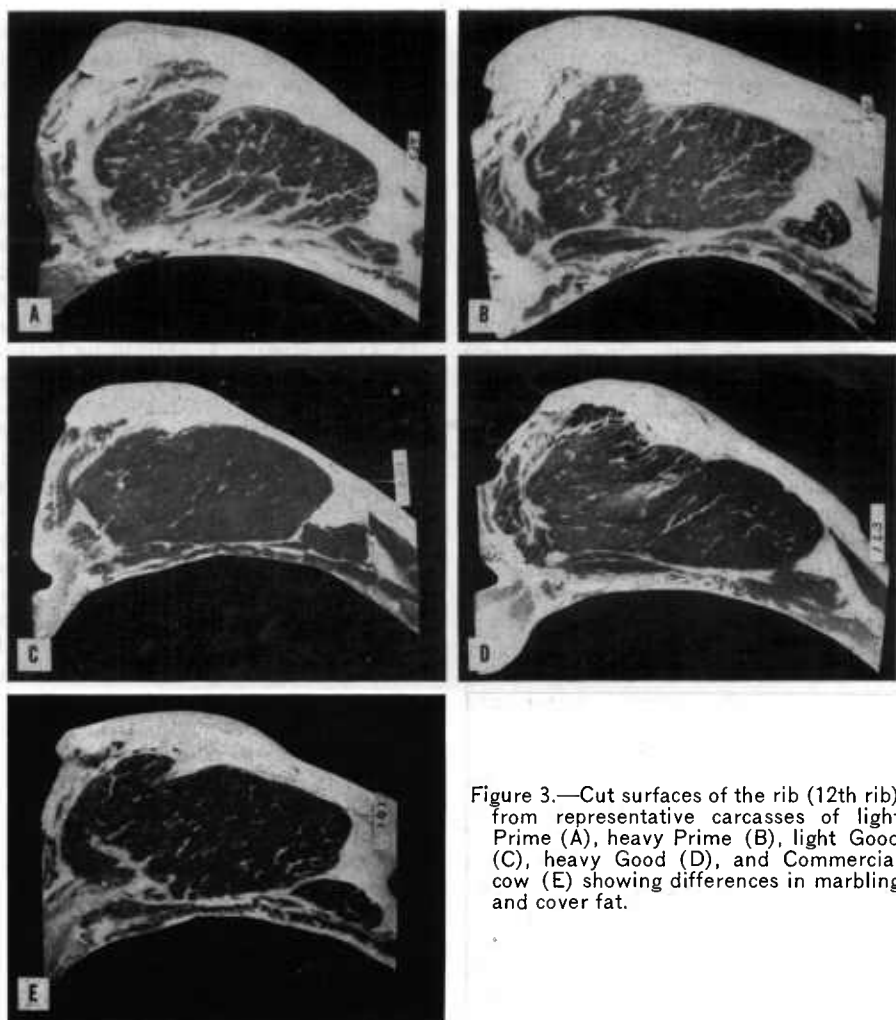 A
B
C
D
E
Figure 3.—Cut surfaces of the rib (12th rib)
from representative carcasses of light
Prime (A), heavy Prime (B), light Good
(C), heavy Good (D), and Commercia
cow (E) showing differences in marbling
and cover fat.